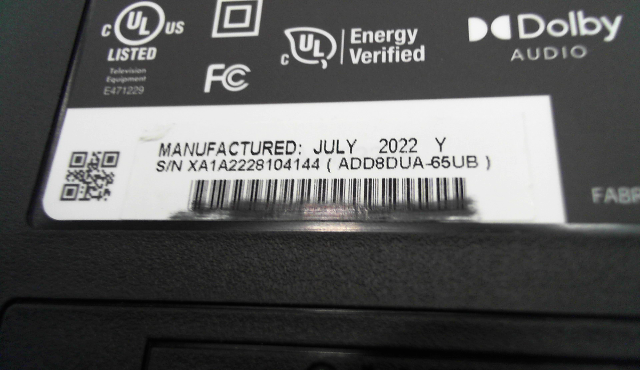 c UL US
LISTED
Television
Equipment
E471229
FC
c UL Energy
Verified
Dolby
AUDIO
MANUFACTURED: JULY 2022 Y
S/N XA1A2228104144 ( ADD8DUA-65UB )